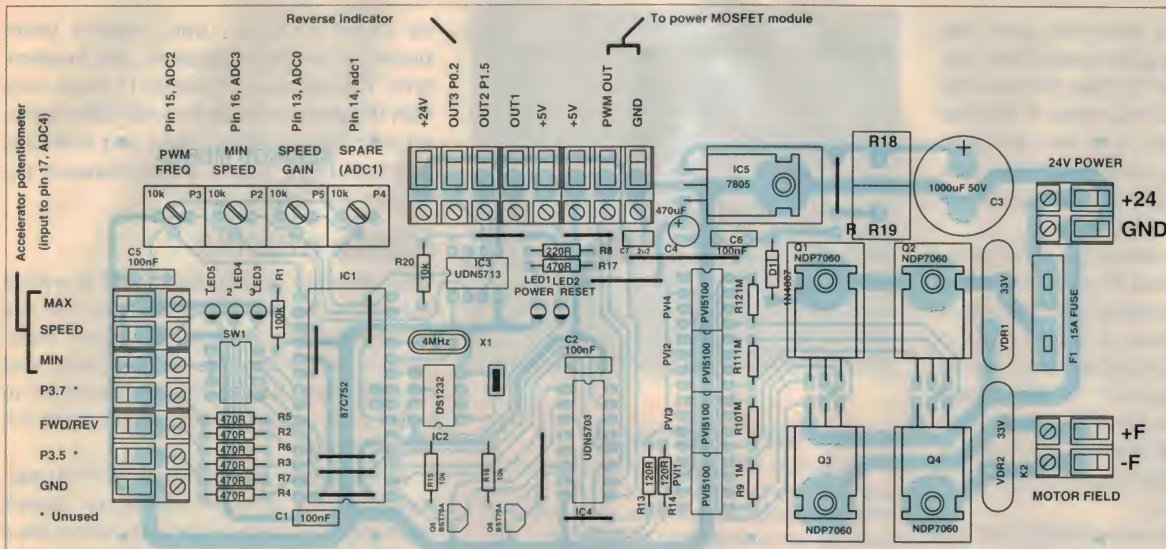 Reverse indicator
To power MOSFET module
Accelerator potentiometer
(input to pin 17, ADC4)
Pin 15, ADC2
Pin 16, ADC3
Pin 13, ADC0
Pin 14, adc1
+24V
OUT3 P0.2
OUT2 P1.5
OUT1
+5V
+5V
PWM OUT
GND
PWM FREQ
MIN SPEED
SPEED GAIN
SPARE (ADC1)
10k P3
10k P2
10k P5
10k P4
IC5
7805
R18
R R19
1000uF 50V
C3
24V POWER
+24
GND
C5
100nF
LED5
LED4
LED3
1 2 3
R1
100k
IC1
R20
10k
IC3
UDN5713
470uF
C7 2u2
C4
C6
100nF
220R R8
470R R17
LED1 LED2
POWER RESET
D11
1N4007
Q1
NDP7060
Q2
NDP7060
33V
VDR1
F1 15A FUSE
MAX
SPEED
MIN
P3.7 *
FWD/REV
P3.5 *
GND
* Unused
SW1
470R R5
470R R2
470R R6
470R R3
470R R7
470R R4
C1 100nF
87C752
4MHz
X1
DS1232
IC2
R15 10k
R16 10k
Q5
BST70A
Q6
BST70A
C2
100nF
UDN5703
IC4
PVI4
PVI5100
R12 1M
PVI2
PVI5100
R11 1M
PVI3
PVI5100
R10 1M
PVI1
PVI5100
R9 1M
R13 120R
R14 120R
Q3
NDP7060
Q4
NDP7060
33V
VDR2
K2
+F
-F
MOTOR FIELD